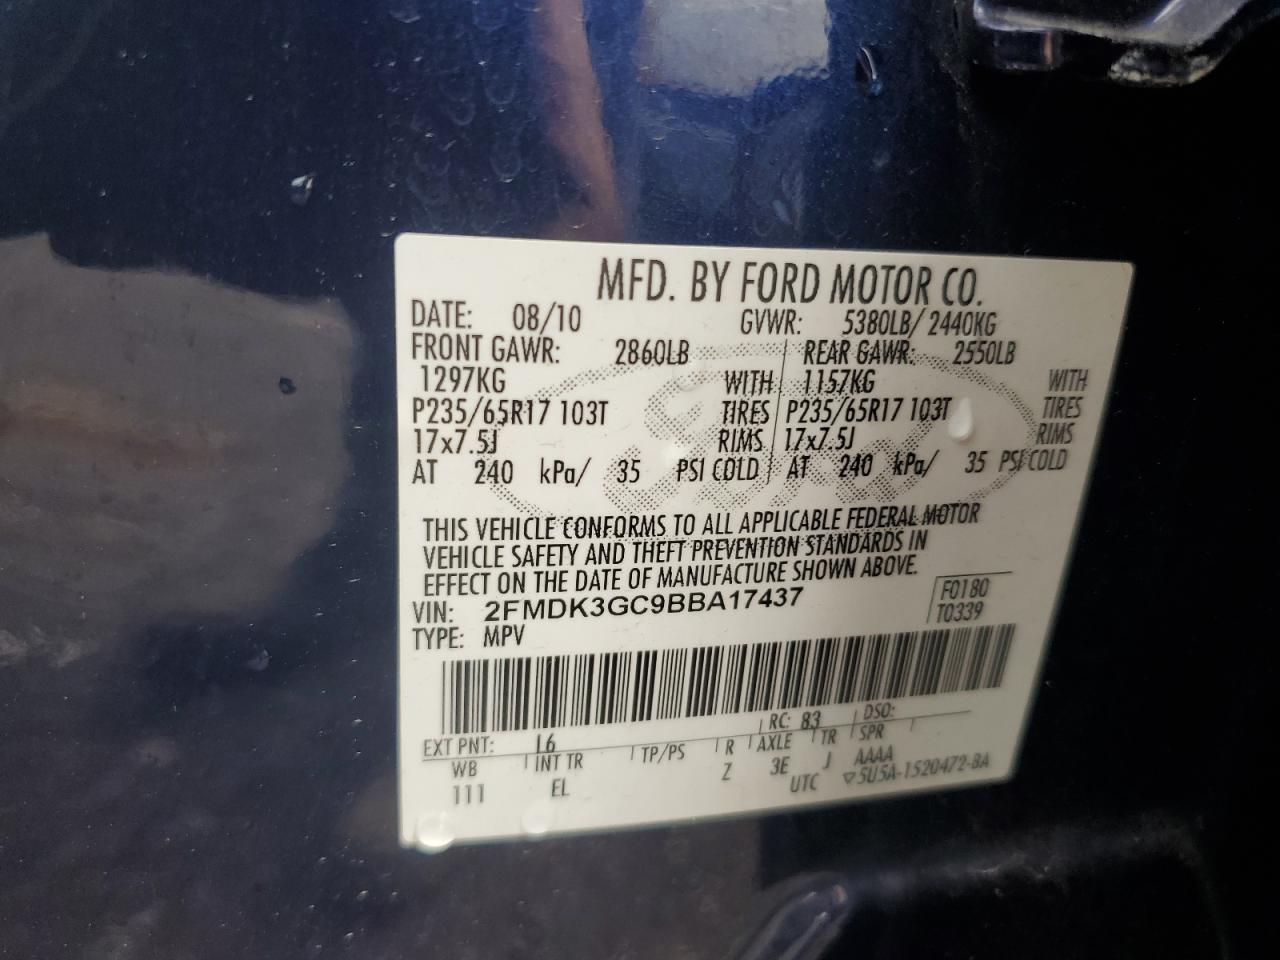 MFD. BY FORD MOTOR CO.
DATE: 08/10 GVWR: 5380LB/ 2440KG
FRONT GAWR: 2860LB REAR GAWR: 2550LB
1297KG WITH 1157KG WITH
P235/65R17 103T TIRES P235/65R17 103T TIRES
17x7.5J RIMS 17x7.5J RIMS
AT 240 kPa/ 35 PSI COLD AT 240 kPa/ 35 PSI COLD
THIS VEHICLE CONFORMS TO ALL APPLICABLE FEDERAL MOTOR
VEHICLE SAFETY AND THEFT PREVENTION STANDARDS IN
EFFECT ON THE DATE OF MANUFACTURE SHOWN ABOVE.
VIN: 2FMDK3GC9BBA17437 F0180
TYPE: MPV T0339
EXT PNT: L6 RC: 83 DSO:
WB INT TR TP/PS R AXLE TR SPR
111 EL Z 3E J AAAA
UTC ▽5U5A-1520472-BA